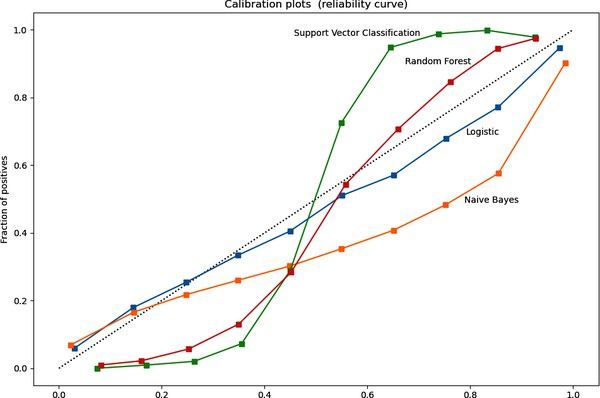 Calibration plots (reliability curve)
Support Vector Classification
Random Forest
Logistic
Naive Bayes
Fraction of positives
1.0
0.8
0.6
0.4
0.2
0.0
0.0 0.2 0.4 0.6 0.8 1.0